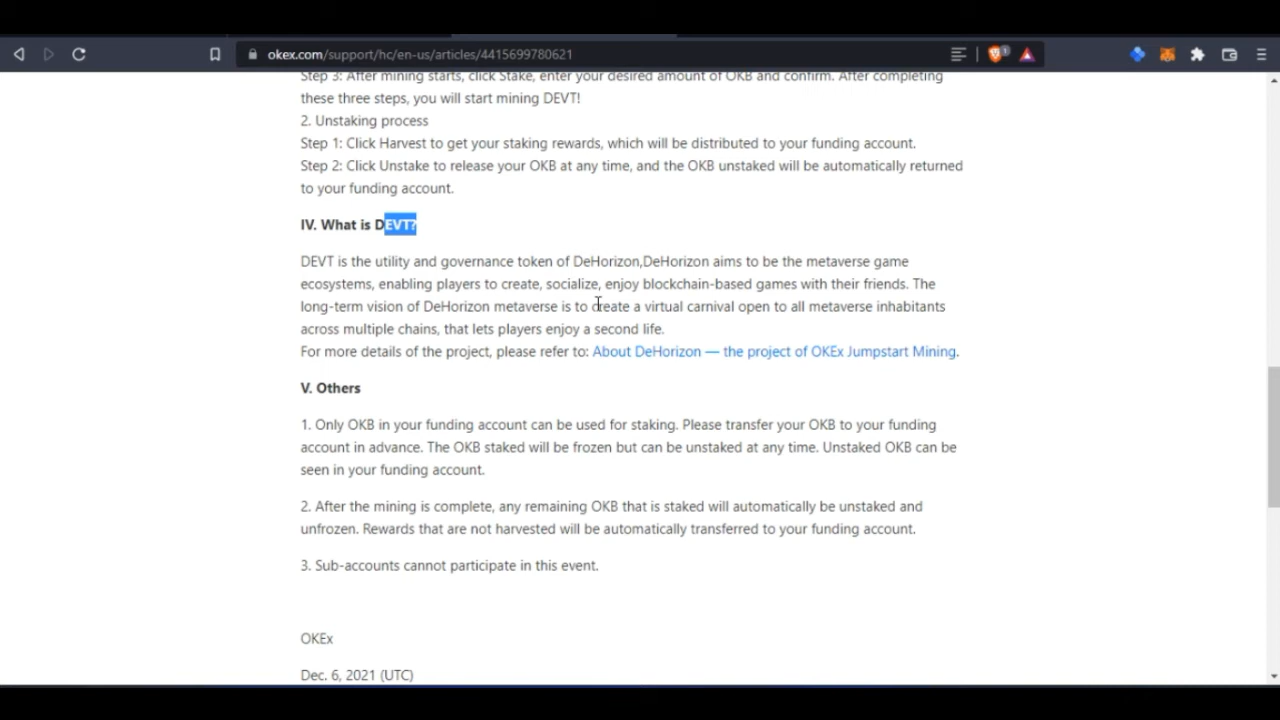 okex.com/support/hc/en-us/articles/4415699780621
Step 3: After mining starts, click Stake, enter your desired amount of OKB and confirm. After completing
these three steps, you will start mining DEVT!
2. Unstaking process
Step 1: Click Harvest to get your staking rewards, which will be distributed to your funding account.
Step 2: Click Unstake to release your OKB at any time, and the OKB unstaked will be automatically returned
to your funding account.
IV. What is DEVT?
DEVT is the utility and governance token of DeHorizon,DeHorizon aims to be the metaverse game
ecosystems, enabling players to create, socialize, enjoy blockchain-based games with their friends. The
long-term vision of DeHorizon metaverse is to create a virtual carnival open to all metaverse inhabitants
across multiple chains, that lets players enjoy a second life.
For more details of the project, please refer to: About DeHorizon — the project of OKEx Jumpstart Mining.
V. Others
1. Only OKB in your funding account can be used for staking. Please transfer your OKB to your funding
account in advance. The OKB staked will be frozen but can be unstaked at any time. Unstaked OKB can be
seen in your funding account.
2. After the mining is complete, any remaining OKB that is staked will automatically be unstaked and
unfrozen. Rewards that are not harvested will be automatically transferred to your funding account.
3. Sub-accounts cannot participate in this event.
OKEx
Dec. 6, 2021 (UTC)